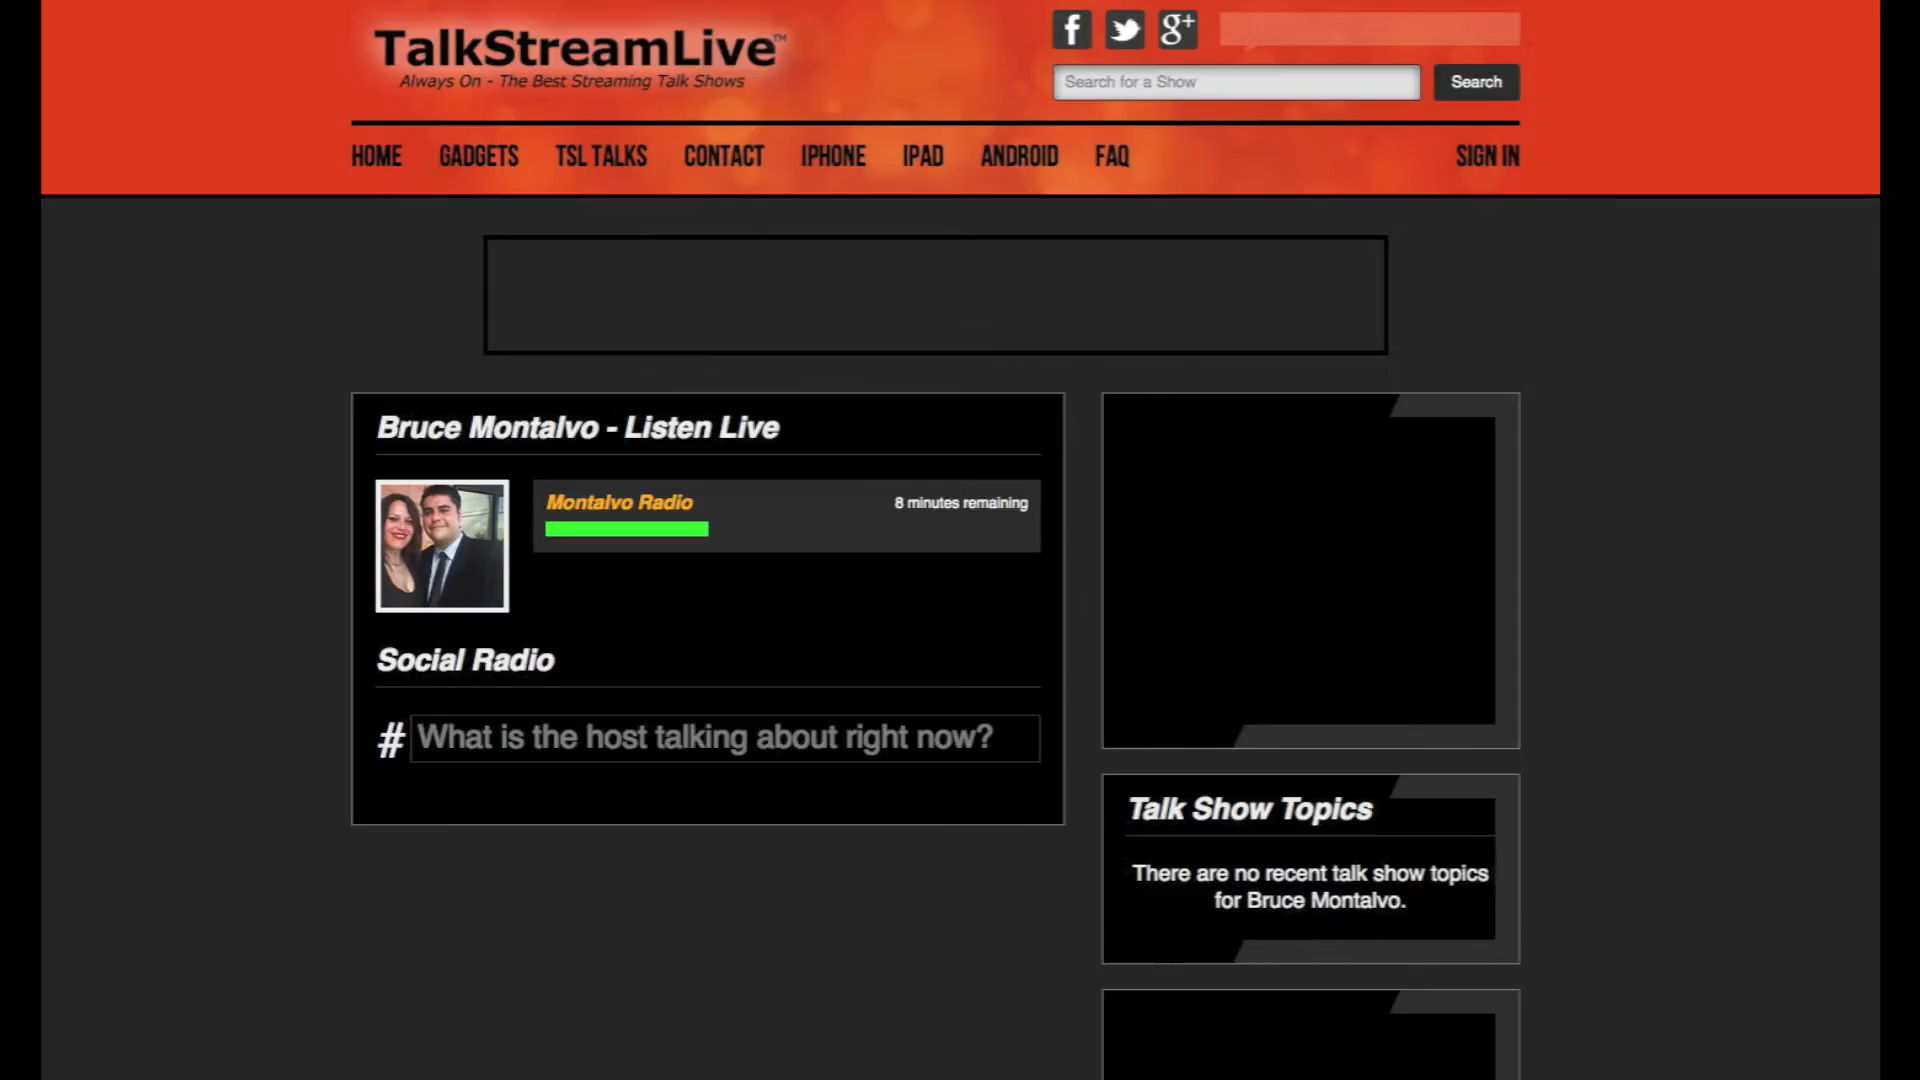 TalkStreamLive™
Always On - The Best Streaming Talk Shows
f
g+
Search for a Show
Search
HOME GADGETS TSL TALKS CONTACT IPHONE IPAD ANDROID FAQ SIGN IN
Bruce Montalvo - Listen Live
Montalvo Radio
8 minutes remaining
Social Radio
# What is the host talking about right now?
Talk Show Topics
There are no recent talk show topics
for Bruce Montalvo.